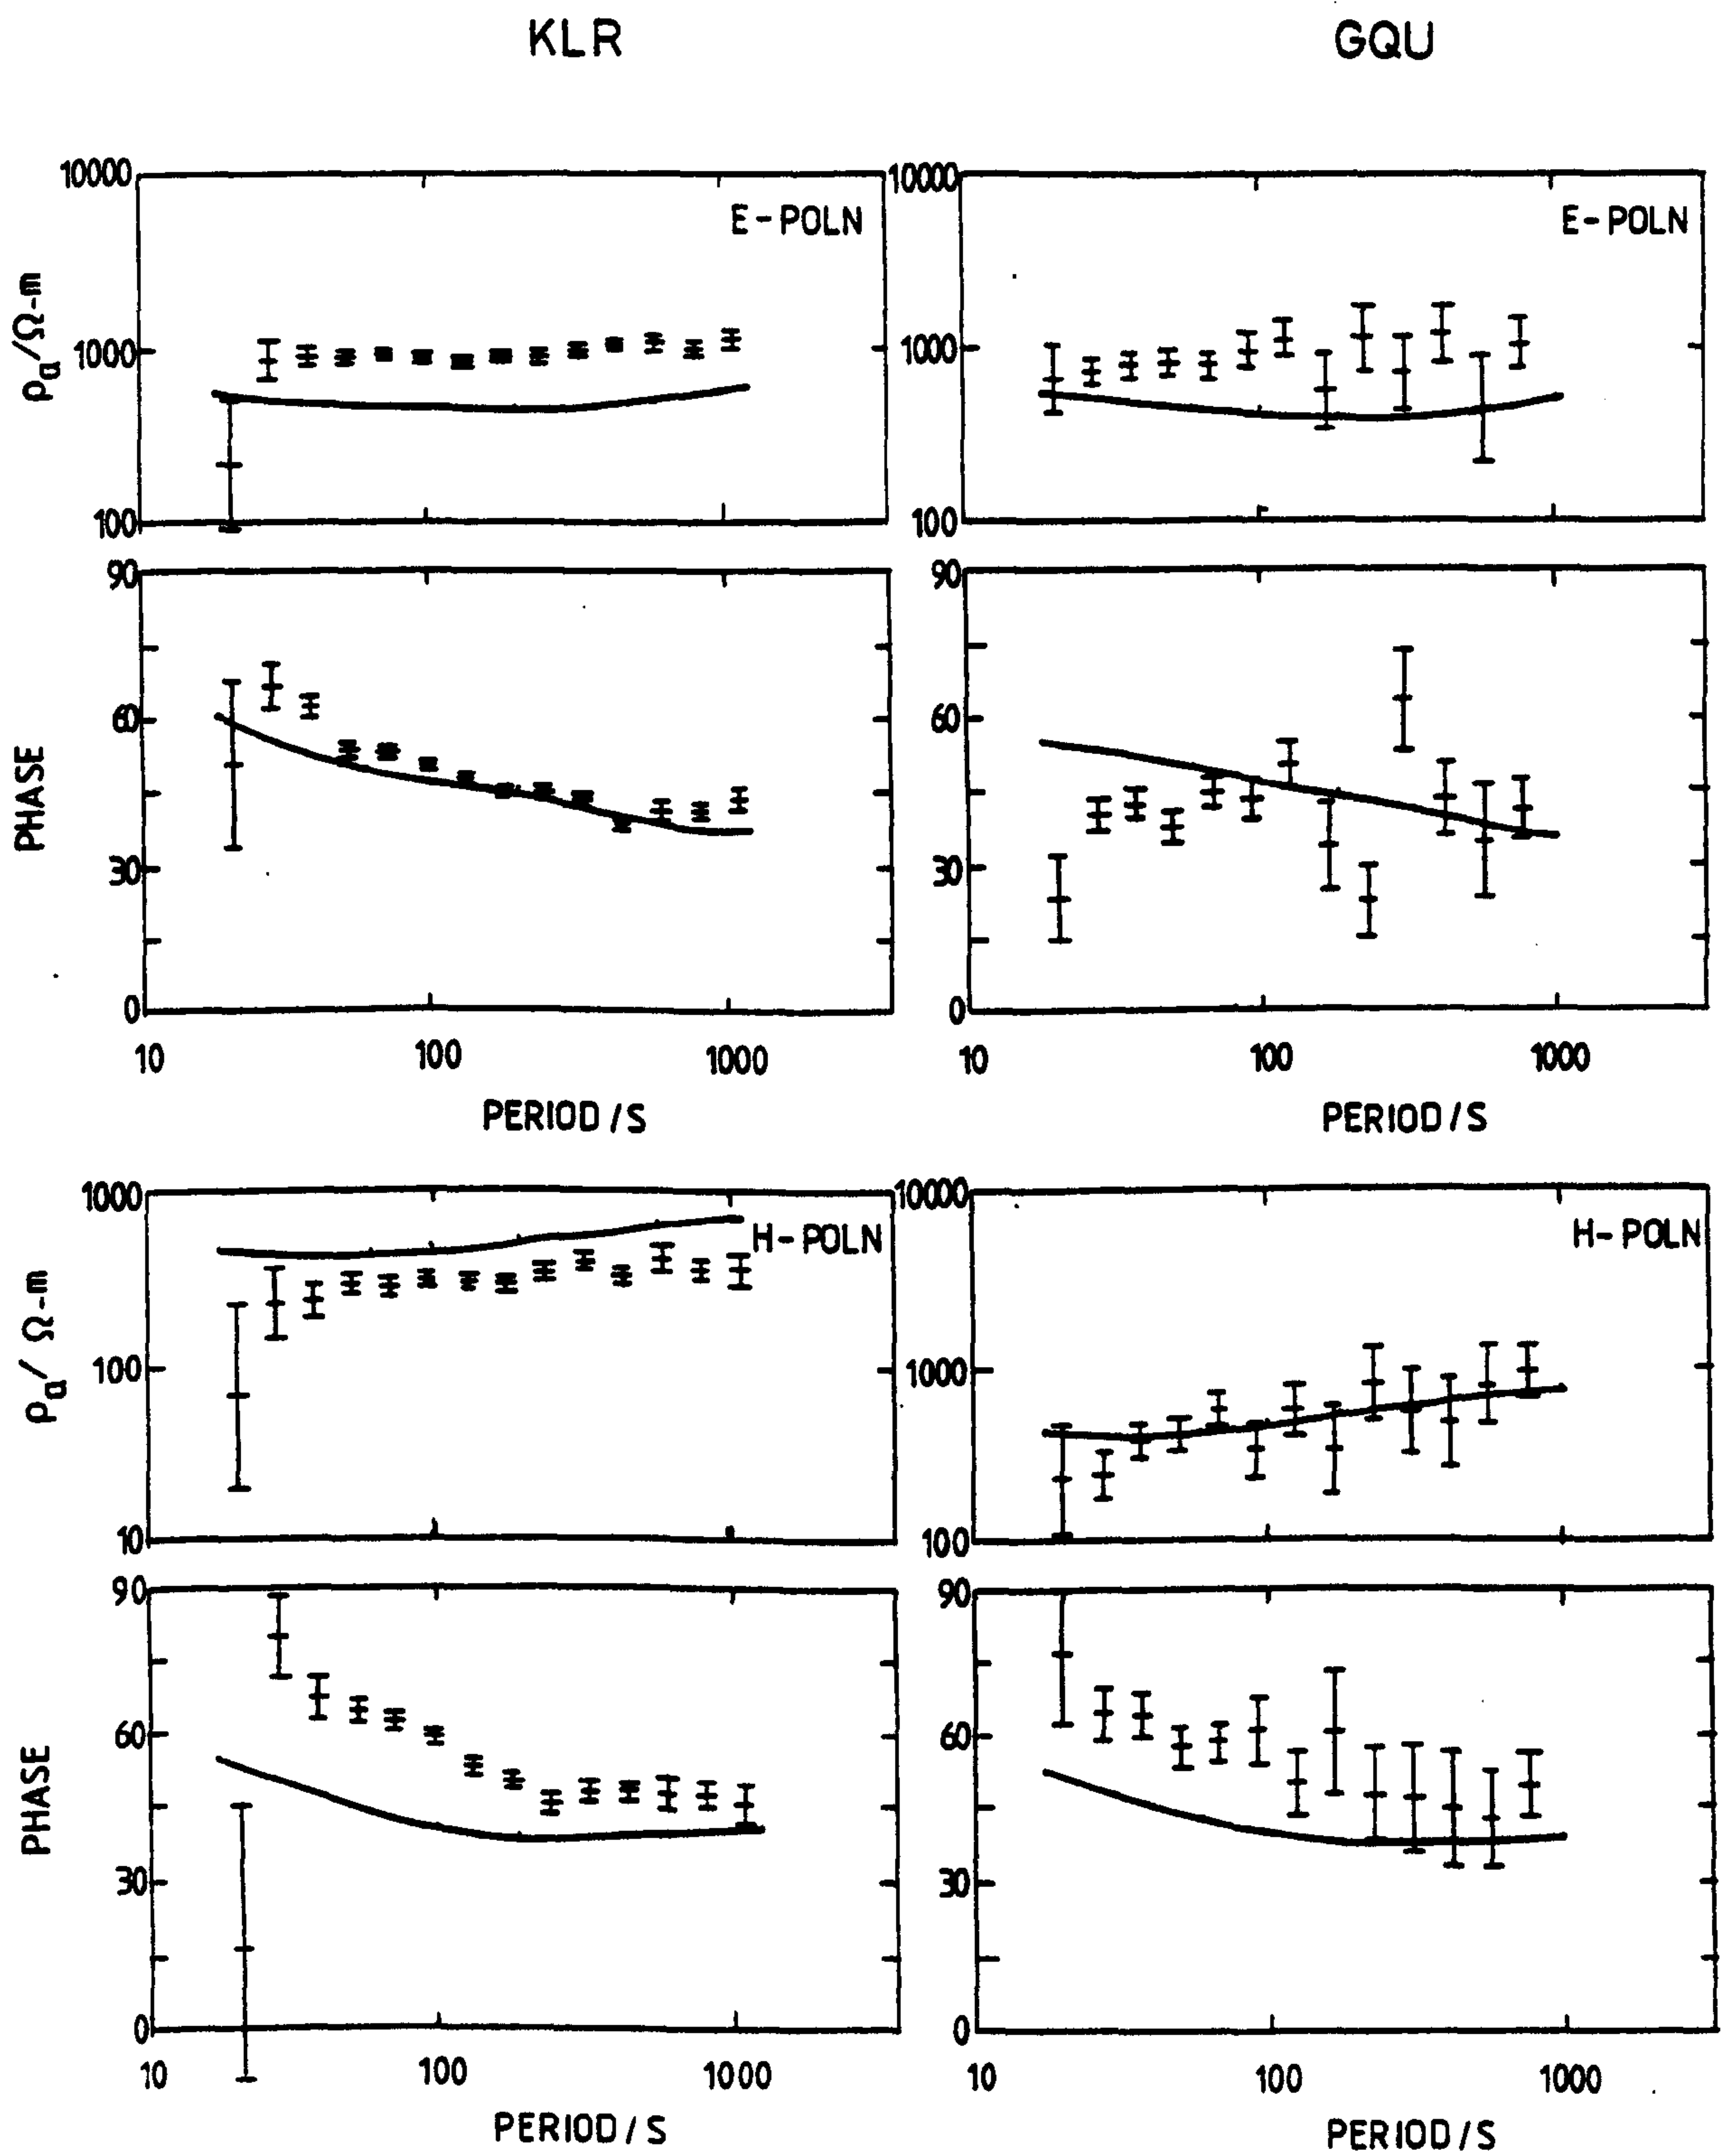 KLR GQU
10000 10000
E-POLN E-POLN
ρa/Ω-m
1000 1000
100 100
90 90
60 60
PHASE
30 30
0 0
10 100 1000 10 100 1000
PERIOD/S PERIOD/S
1000 10000
H-POLN H-POLN
ρa/Ω-m
100 1000
10 100
90 90
60 60
PHASE
30 30
0 0
10 100 1000 10 100 1000
PERIOD/S PERIOD/S